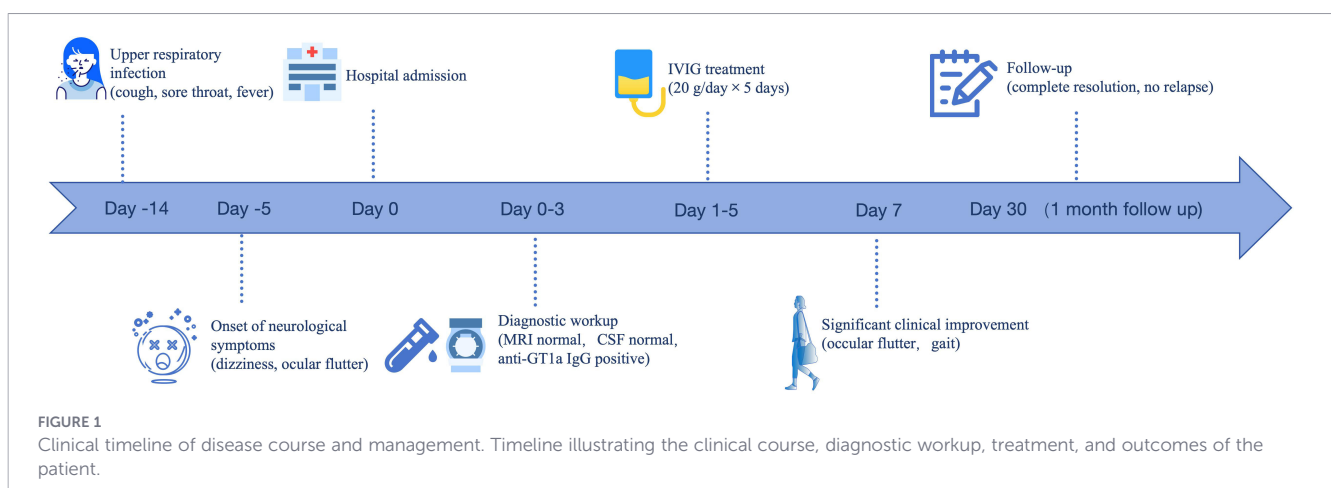 Upper respiratory
infection
(cough, sore throat, fever)
Hospital admission
IVIG treatment
(20 g/day × 5 days)
Follow-up
(complete resolution, no relapse)
Day -14
Day -5
Day 0
Day 0-3
Day 1-5
Day 7
Day 30 (1 month follow up)
Onset of neurological
symptoms
(dizziness, ocular flutter)
Diagnostic workup
(MRI normal, CSF normal,
anti-GT1a IgG positive)
Significant clinical improvement
(occular flutter, gait)
FIGURE 1
Clinical timeline of disease course and management. Timeline illustrating the clinical course, diagnostic workup, treatment, and outcomes of the
patient.